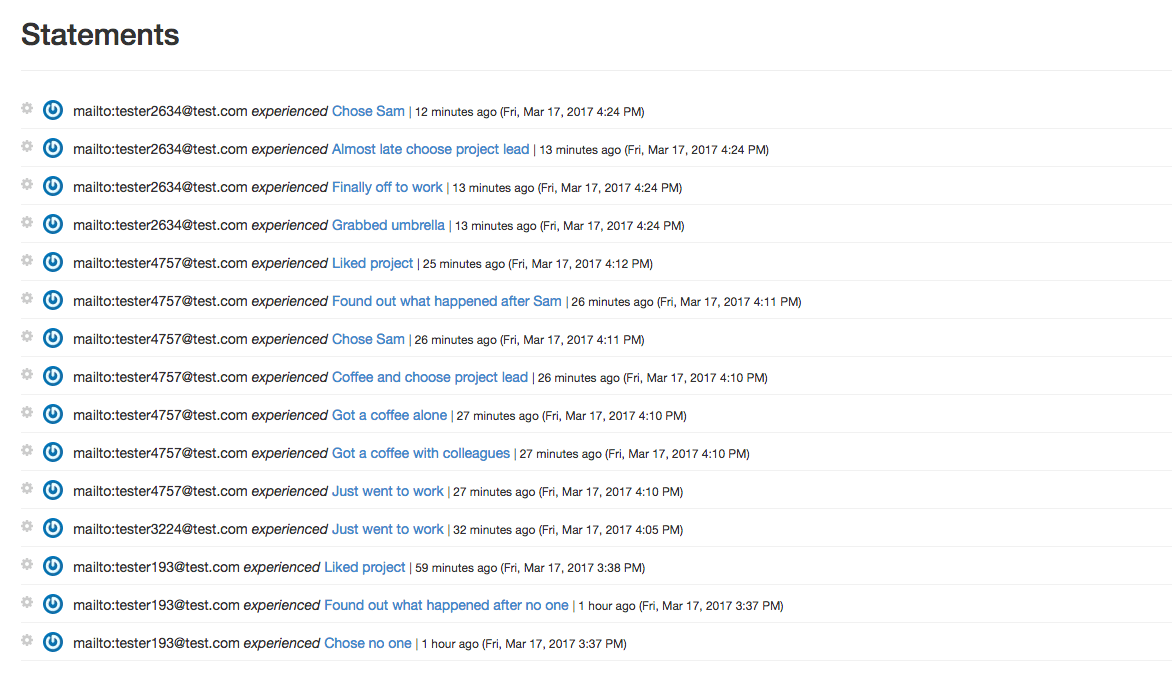 Statements
mailto:tester2634@test.com experienced Chose Sam | 12 minutes ago (Fri, Mar 17, 2017 4:24 PM)
mailto:tester2634@test.com experienced Almost late choose project lead | 13 minutes ago (Fri, Mar 17, 2017 4:24 PM)
mailto:tester2634@test.com experienced Finally off to work | 13 minutes ago (Fri, Mar 17, 2017 4:24 PM)
mailto:tester2634@test.com experienced Grabbed umbrella | 13 minutes ago (Fri, Mar 17, 2017 4:24 PM)
mailto:tester4757@test.com experienced Liked project | 25 minutes ago (Fri, Mar 17, 2017 4:12 PM)
mailto:tester4757@test.com experienced Found out what happened after Sam | 26 minutes ago (Fri, Mar 17, 2017 4:11 PM)
mailto:tester4757@test.com experienced Chose Sam | 26 minutes ago (Fri, Mar 17, 2017 4:11 PM)
mailto:tester4757@test.com experienced Coffee and choose project lead | 26 minutes ago (Fri, Mar 17, 2017 4:10 PM)
mailto:tester4757@test.com experienced Got a coffee alone | 27 minutes ago (Fri, Mar 17, 2017 4:10 PM)
mailto:tester4757@test.com experienced Got a coffee with colleagues | 27 minutes ago (Fri, Mar 17, 2017 4:10 PM)
mailto:tester4757@test.com experienced Just went to work | 27 minutes ago (Fri, Mar 17, 2017 4:10 PM)
mailto:tester3224@test.com experienced Just went to work | 32 minutes ago (Fri, Mar 17, 2017 4:05 PM)
mailto:tester193@test.com experienced Liked project | 59 minutes ago (Fri, Mar 17, 2017 3:38 PM)
mailto:tester193@test.com experienced Found out what happened after no one | 1 hour ago (Fri, Mar 17, 2017 3:37 PM)
mailto:tester193@test.com experienced Chose no one | 1 hour ago (Fri, Mar 17, 2017 3:37 PM)